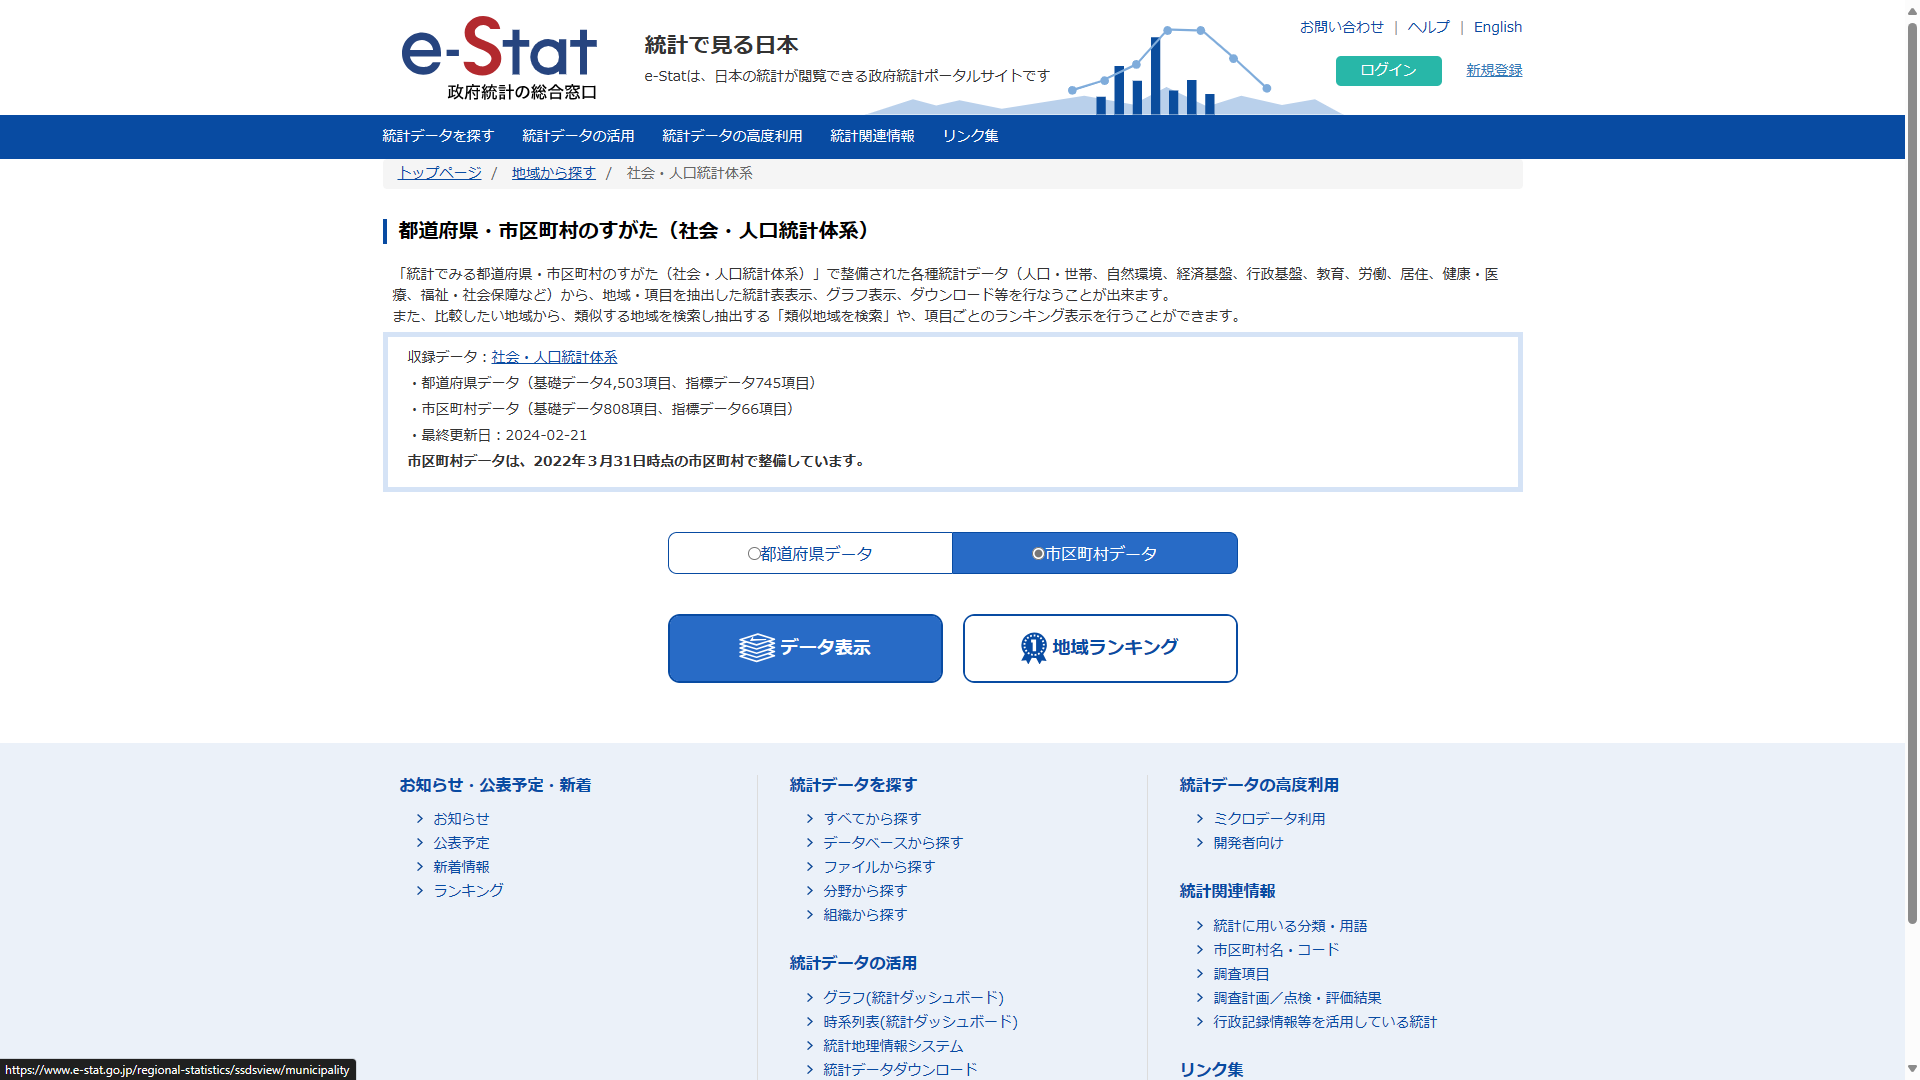 e-Stat
政府統計の総合窓口
統計で見る日本
e-Statは、日本の統計が閲覧できる政府統計ポータルサイトです
お問い合わせ | ヘルプ | English
ログイン
新規登録
統計データを探す 統計データの活用 統計データの高度利用 統計関連情報 リンク集
トップページ / 地域から探す / 社会・人口統計体系
都道府県・市区町村のすがた（社会・人口統計体系）
「統計でみる都道府県・市区町村のすがた（社会・人口統計体系）」で整備された各種統計データ（人口・世帯、自然環境、経済基盤、行政基盤、教育、労働、居住、健康・医
療、福祉・社会保障など）から、地域・項目を抽出した統計表表示、グラフ表示、ダウンロード等を行なうことが出来ます。
また、比較したい地域から、類似する地域を検索し抽出する「類似地域を検索」や、項目ごとのランキング表示を行うことができます。
収録データ：社会・人口統計体系
・都道府県データ（基礎データ4,503項目、指標データ745項目）
・市区町村データ（基礎データ808項目、指標データ66項目）
・最終更新日：2024-02-21
市区町村データは、2022年３月31日時点の市区町村で整備しています。
都道府県データ
市区町村データ
データ表示
1 地域ランキング
お知らせ・公表予定・新着
お知らせ
公表予定
新着情報
ランキング
統計データを探す
すべてから探す
データベースから探す
ファイルから探す
分野から探す
組織から探す
統計データの活用
グラフ(統計ダッシュボード)
時系列表(統計ダッシュボード)
統計地理情報システム
統計データダウンロード
統計データの高度利用
ミクロデータ利用
開発者向け
統計関連情報
統計に用いる分類・用語
市区町村名・コード
調査項目
調査計画／点検・評価結果
行政記録情報等を活用している統計
リンク集
https://www.e-stat.go.jp/regional-statistics/ssdsview/municipality